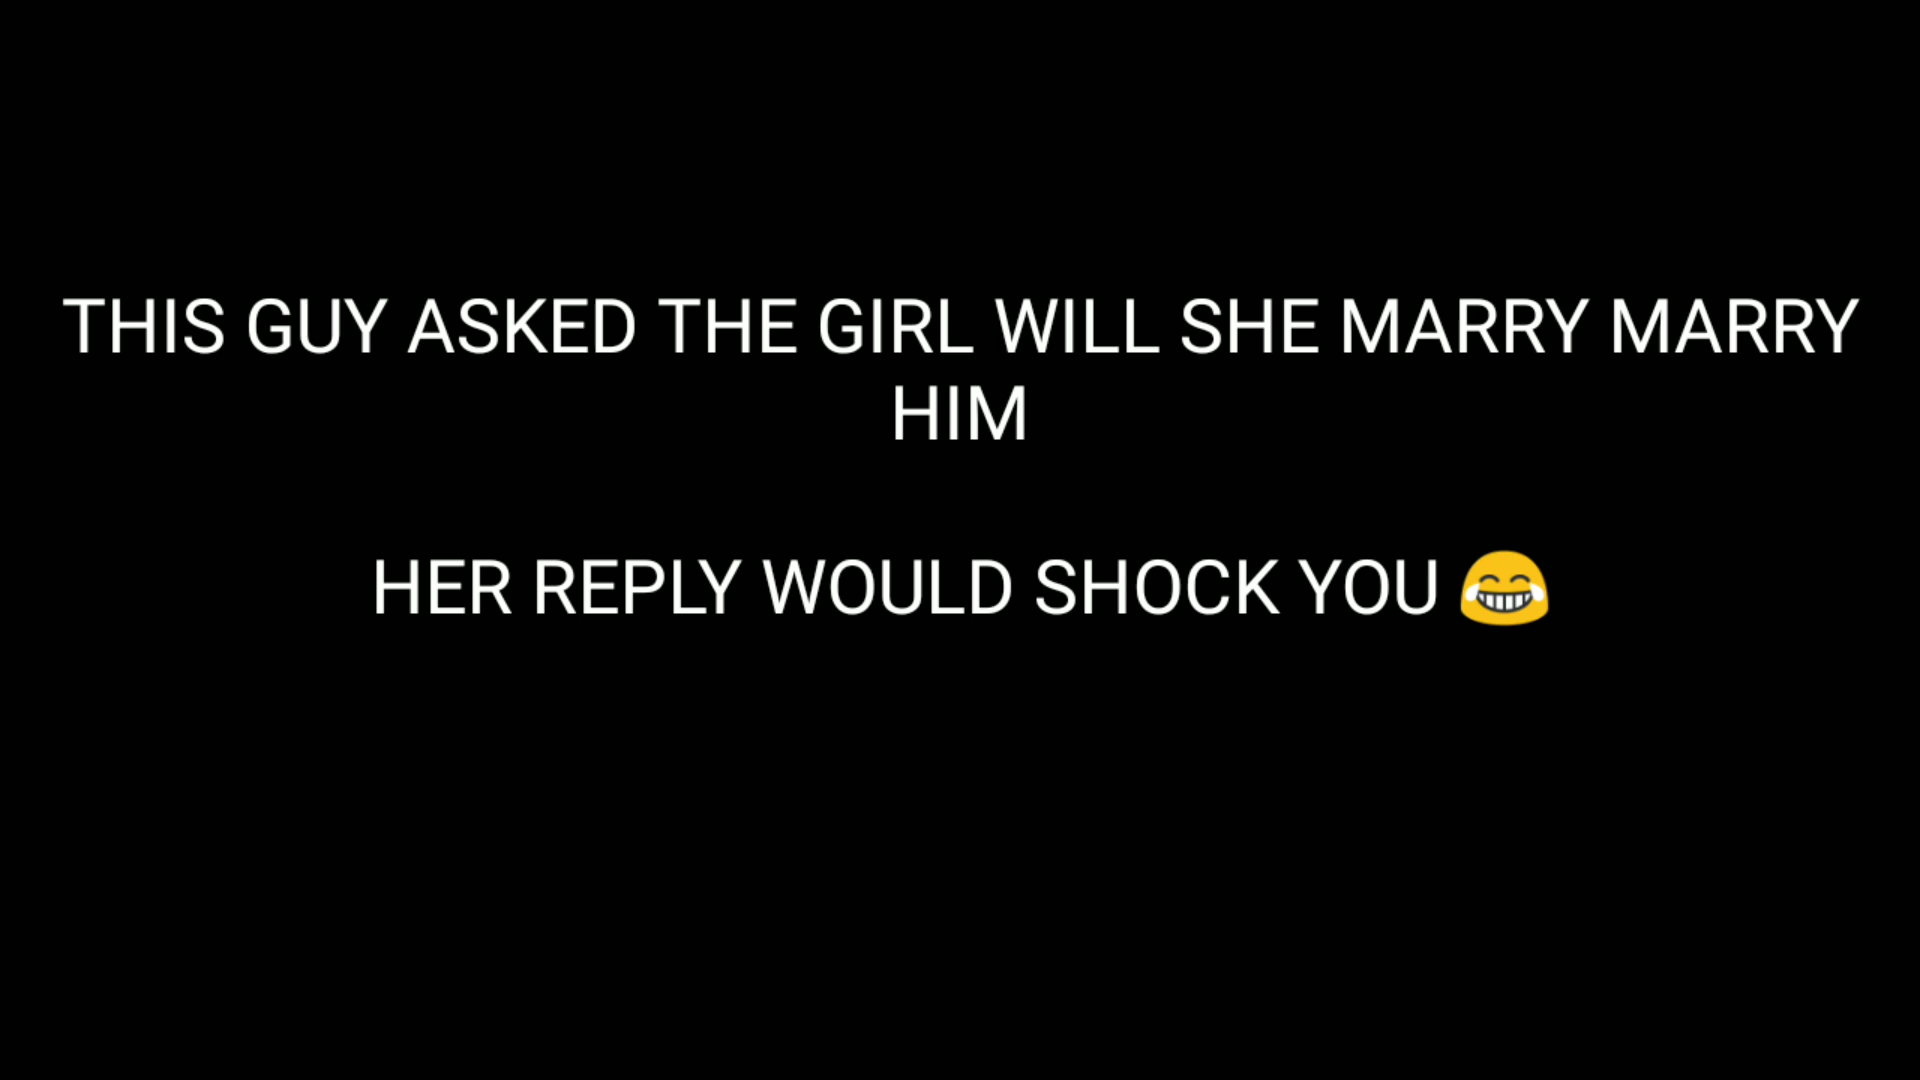 THIS GUY ASKED THE GIRL WILL SHE MARRY MARRY
HIM
HER REPLY WOULD SHOCK YOU 😂